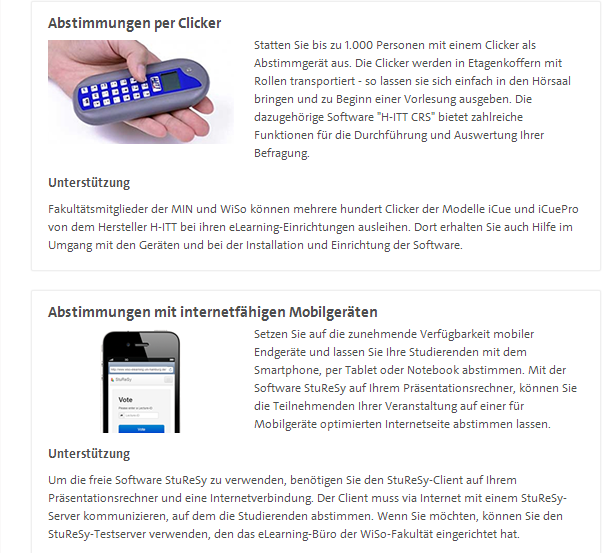 Abstimmungen per Clicker
Statten Sie bis zu 1.000 Personen mit einem Clicker als
Abstimmgerät aus. Die Clicker werden in Etagenkoffern mit
Rollen transportiert - so lassen sie sich einfach in den Hörsaal
bringen und zu Beginn einer Vorlesung ausgeben. Die
dazugehörige Software "H-ITT CRS" bietet zahlreiche
Funktionen für die Durchführung und Auswertung Ihrer
Befragung.
Unterstützung
Fakultätsmitglieder der MIN und WiSo können mehrere hundert Clicker der Modelle iCue und iCuePro
von dem Hersteller H-ITT bei ihren eLearning-Einrichtungen ausleihen. Dort erhalten Sie auch Hilfe im
Umgang mit den Geräten und bei der Installation und Einrichtung der Software.
Abstimmungen mit internetfähigen Mobilgeräten
StuReSy
Vote
Vote
Setzen Sie auf die zunehmende Verfügbarkeit mobiler
Endgeräte und lassen Sie Ihre Studierenden mit dem
Smartphone, per Tablet oder Notebook abstimmen. Mit der
Software StuReSy auf Ihrem Präsentationsrechner, können Sie
die Teilnehmenden Ihrer Veranstaltung auf einer für
Mobilgeräte optimierten Internetseite abstimmen lassen.
Unterstützung
Um die freie Software StuReSy zu verwenden, benötigen Sie den StuReSy-Client auf Ihrem
Präsentationsrechner und eine Internetverbindung. Der Client muss via Internet mit einem StuReSy-
Server kommunizieren, auf dem die Studierenden abstimmen. Wenn Sie möchten, können Sie den
StuReSy-Testserver verwenden, den das eLearning-Büro der WiSo-Fakultät eingerichtet hat.